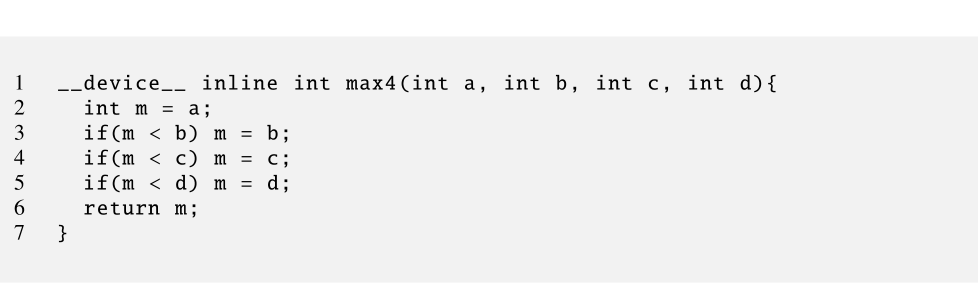 1 __device__ inline int max4(int a, int b, int c, int d){
2 int m = a;
3 if(m < b) m = b;
4 if(m < c) m = c;
5 if(m < d) m = d;
6 return m;
7 }